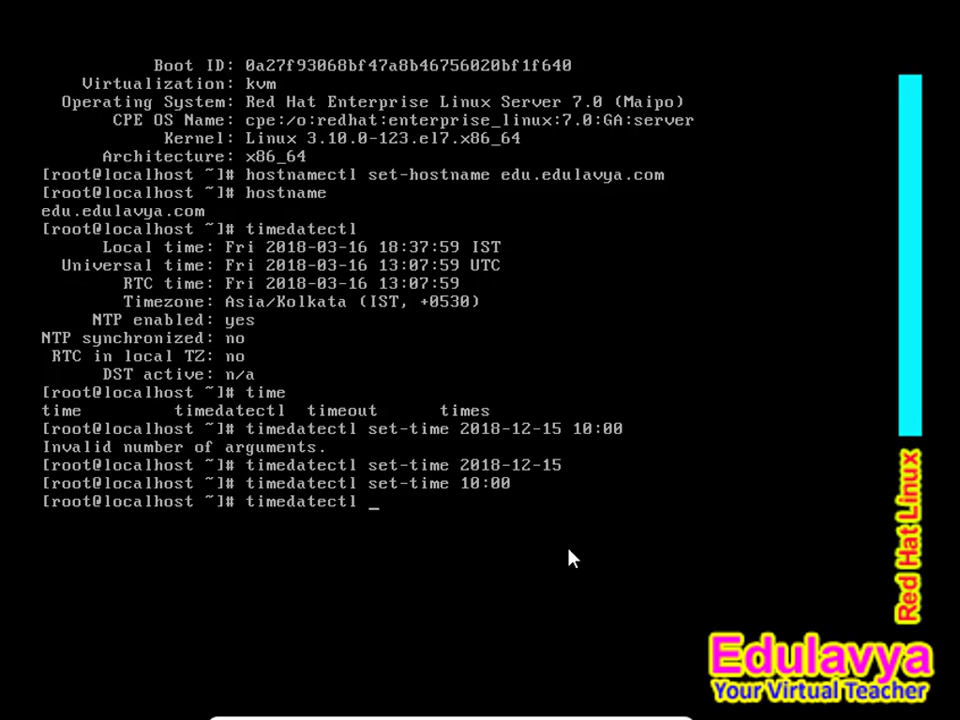 Boot ID: 0a27f93068bf47a8b46756020bf1f640
Virtualization: kvm
Operating System: Red Hat Enterprise Linux Server 7.0 (Maipo)
CPE OS Name: cpe:/o:redhat:enterprise_linux:7.0:GA:server
Kernel: Linux 3.10.0-123.el7.x86_64
Architecture: x86_64
[root@localhost ~]# hostnamectl set-hostname edu.edulavya.com
[root@localhost ~]# hostname
edu.edulavya.com
[root@localhost ~]# timedatectl
Local time: Fri 2018-03-16 18:37:59 IST
Universal time: Fri 2018-03-16 13:07:59 UTC
RTC time: Fri 2018-03-16 13:07:59
Timezone: Asia/Kolkata (IST, +0530)
NTP enabled: yes
NTP synchronized: no
RTC in local TZ: no
DST active: n/a
[root@localhost ~]# time
time timedatectl timeout times
[root@localhost ~]# timedatectl set-time 2018-12-15 10:00
Invalid number of arguments.
[root@localhost ~]# timedatectl set-time 2018-12-15
[root@localhost ~]# timedatectl set-time 10:00
[root@localhost ~]# timedatectl _
Red Hat Linux
Edulavya
Your Virtual Teacher